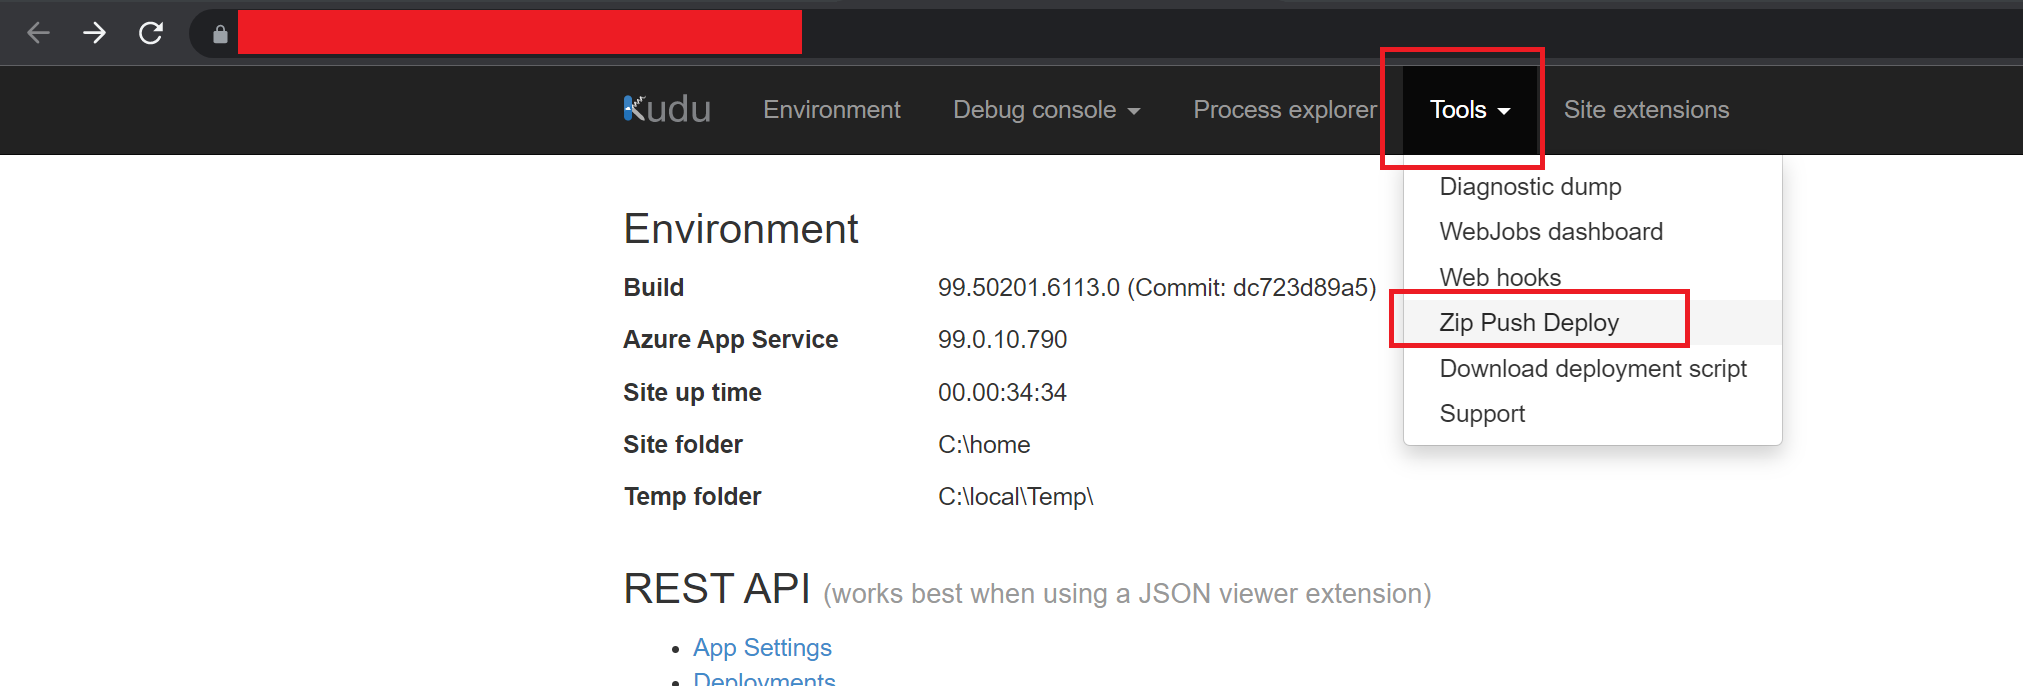 Kudu Environment Debug console Process explorer Tools Site extensions
Diagnostic dump
WebJobs dashboard
Web hooks
Zip Push Deploy
Download deployment script
Support
Environment
Build 99.50201.6113.0 (Commit: dc723d89a5)
Azure App Service 99.0.10.790
Site up time 00.00:34:34
Site folder C:\home
Temp folder C:\local\Temp\
REST API (works best when using a JSON viewer extension)
App Settings
Deployments